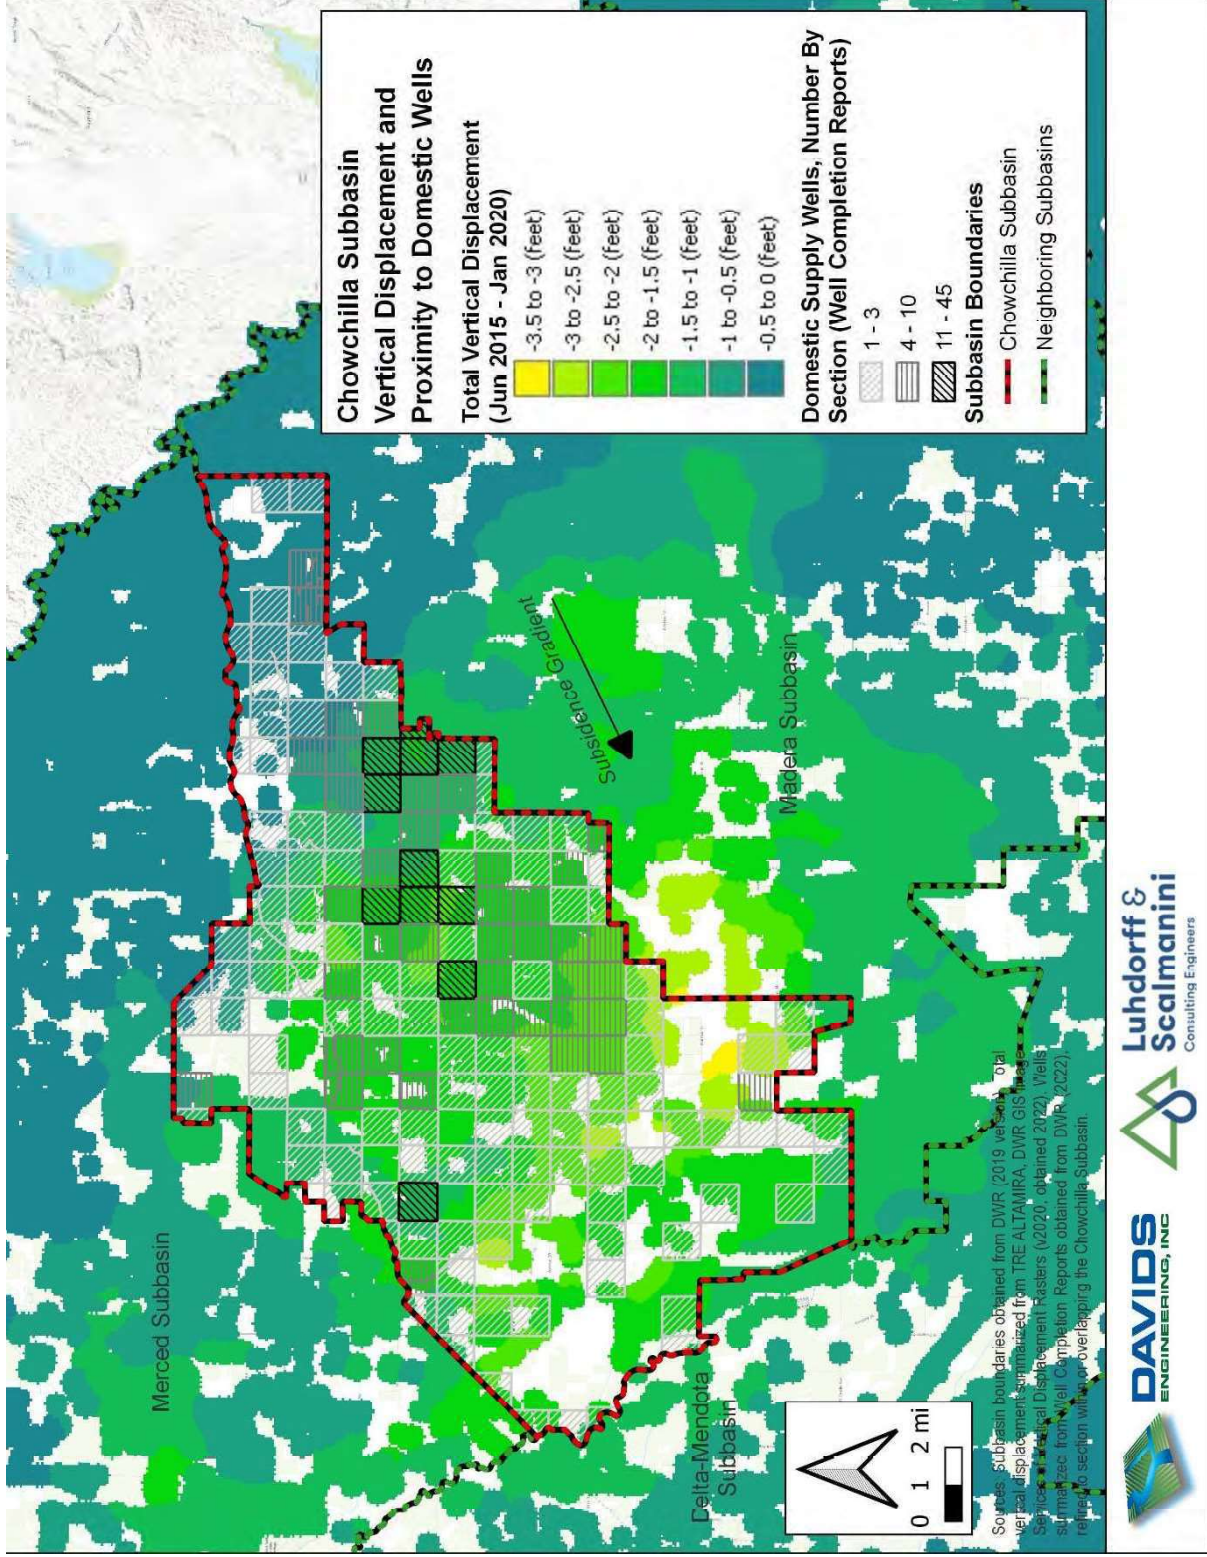 Chowchilla Subbasin
Vertical Displacement and
Proximity to Domestic Wells
Total Vertical Displacement
(Jun 2015 - Jan 2020)
-3.5 to -3 (feet)
-3 to -2.5 (feet)
-2.5 to -2 (feet)
-2 to -1.5 (feet)
-1.5 to -1 (feet)
-1 to -0.5 (feet)
-0.5 to 0 (feet)
Domestic Supply Wells, Number By
Section (Well Completion Reports)
1 - 3
4 - 10
11 - 45
Subbasin Boundaries
Chowchilla Subbasin
Neighboring Subbasins
Merced Subbasin
Subsidence Gradient
Madera Subbasin
Delta-Mendota
Subbasin
0 1 2 mi
Sources: Subbasin boundaries obtained from DWR (2019 version), otal
vertical displacement summarized from TRE ALTAMIRA, DWR GIS Image
Services of Vertical Displacement Rasters (v2020, obtained 2022). Wells
summarized from Well Completion Reports obtained from DWR (2022),
refined to section within or overlapping the Chowchilla Subbasin.
DAVIDS
ENGINEERING, INC
Luhdorff &
Scalmanini
Consulting Engineers